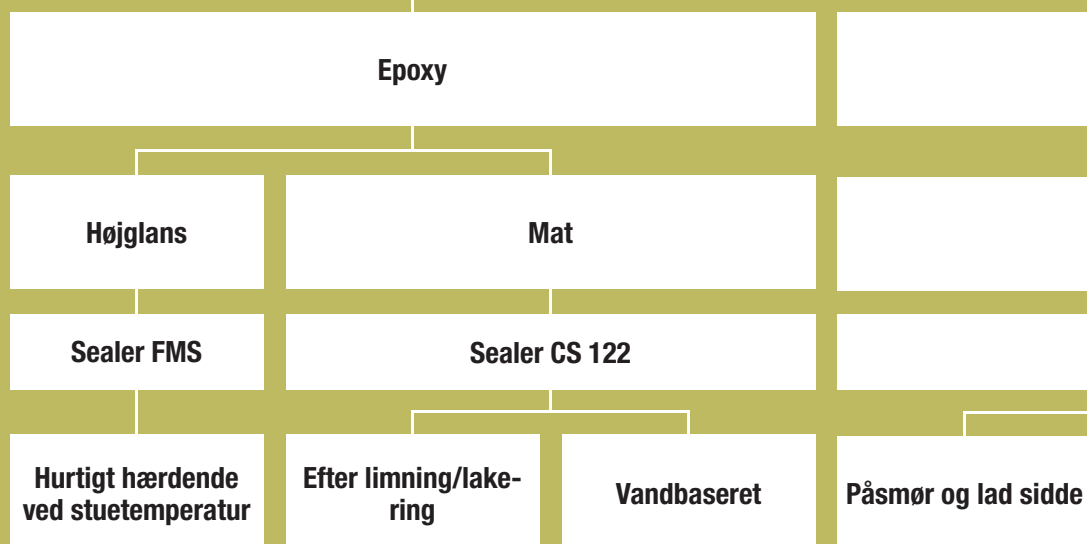 Epoxy
Højglans
Mat
Sealer FMS
Sealer CS 122
Hurtigt hærdende
ved stuetemperatur
Efter limning/lake-
ring
Vandbaseret
Påsmør og lad sidde